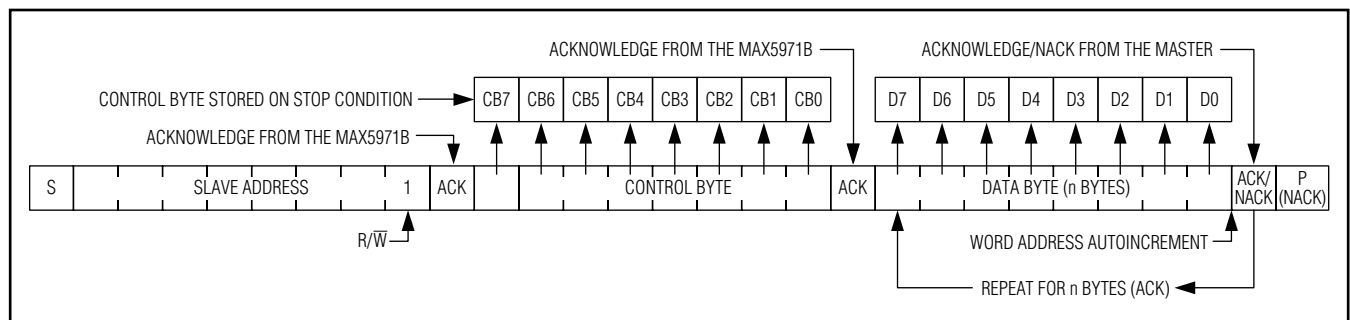 ACKNOWLEDGE FROM THE MAX5971B
ACKNOWLEDGE/NACK FROM THE MASTER
CONTROL BYTE STORED ON STOP CONDITION
CB7 CB6 CB5 CB4 CB3 CB2 CB1 CB0
D7 D6 D5 D4 D3 D2 D1 D0
ACKNOWLEDGE FROM THE MAX5971B
S SLAVE ADDRESS 1 ACK CONTROL BYTE ACK DATA BYTE (n BYTES) ACK/
NACK P
(NACK)
R/W̅
WORD ADDRESS AUTOINCREMENT
REPEAT FOR n BYTES (ACK)